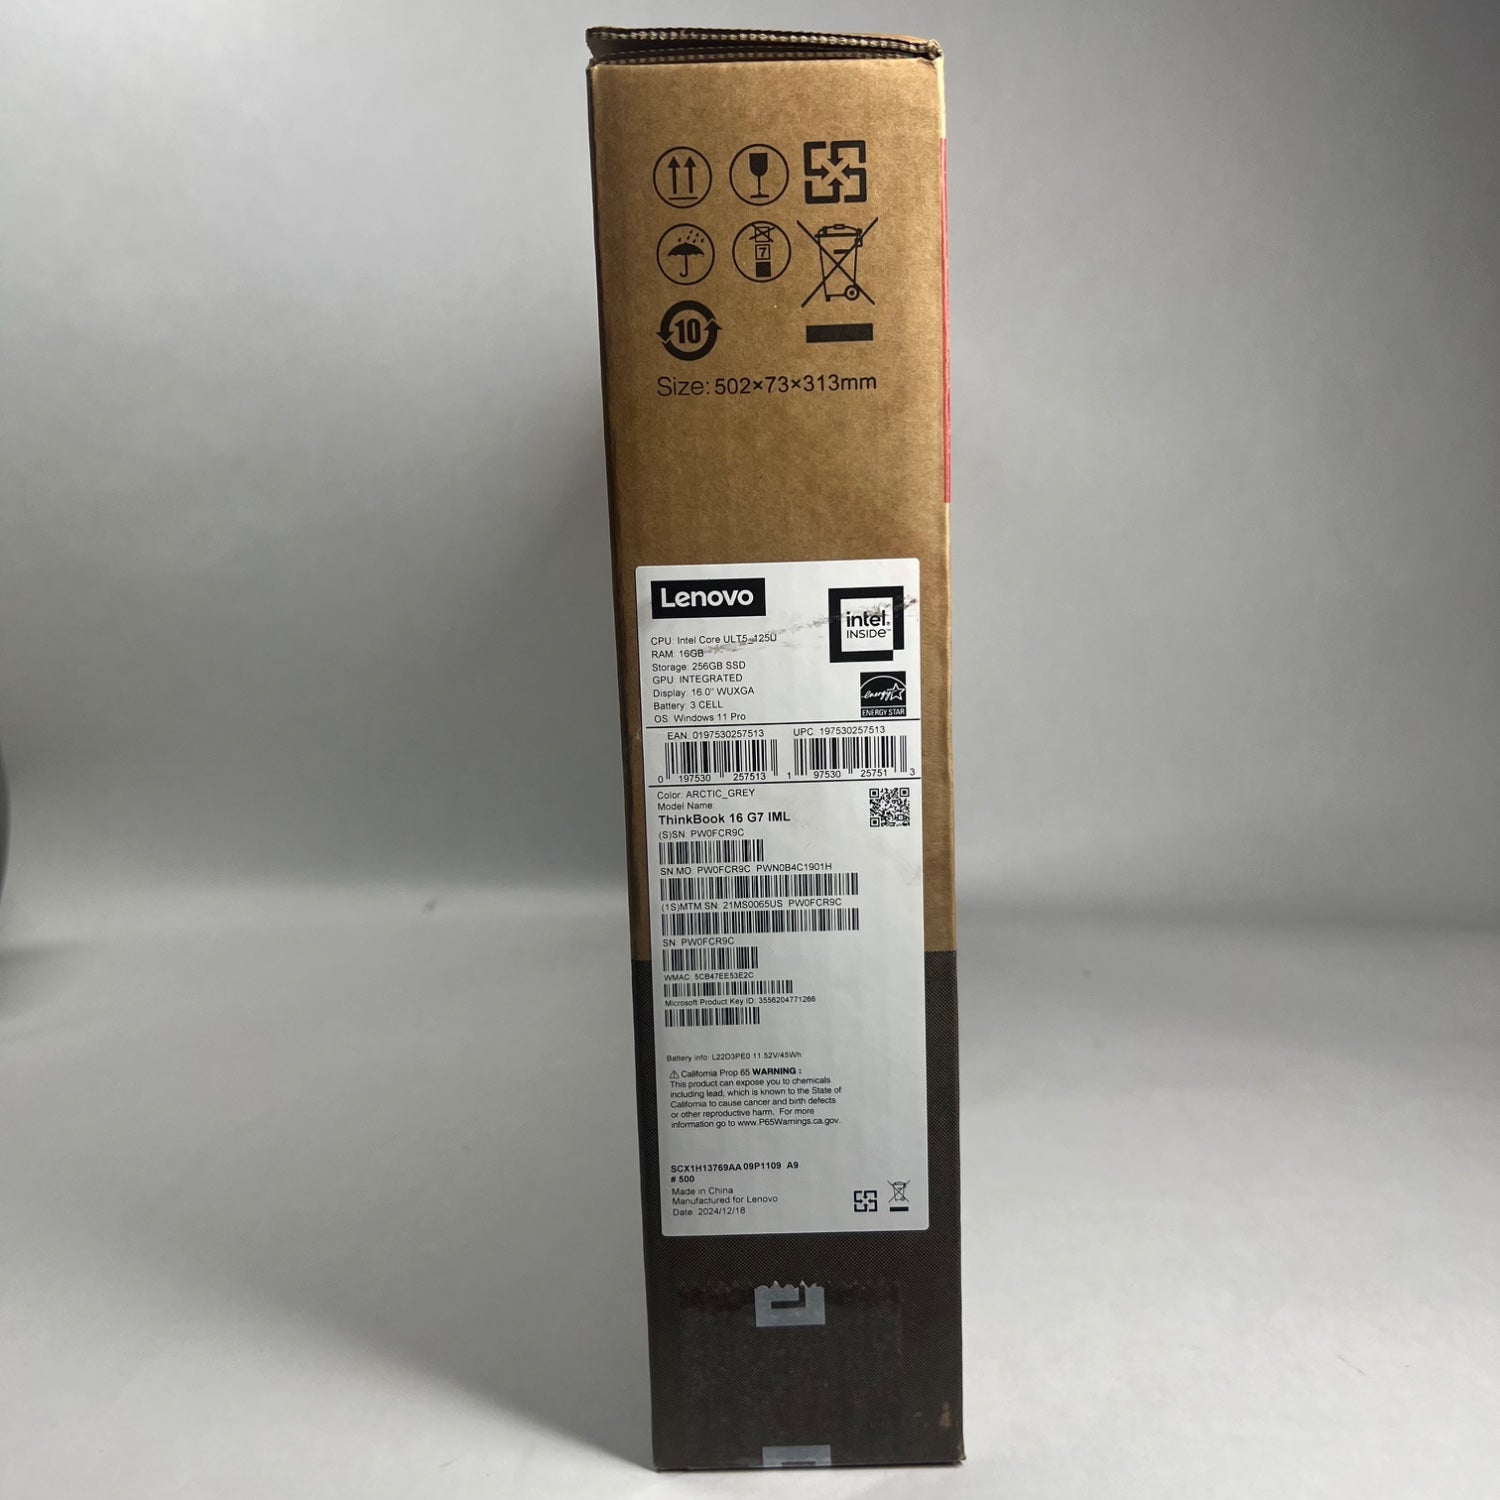 7
10
Size: 502×73×313mm
Lenovo
intel.
INSIDE™
CPU: Intel Core ULT5-125U
RAM: 16GB
Storage: 256GB SSD
GPU: INTEGRATED
Display: 16.0" WUXGA
Battery: 3 CELL
OS: Windows 11 Pro
energy
ENERGY STAR
EAN: 0197530257513 UPC: 197530257513
0 197530 257513 1 97530 25751 3
Color: ARCTIC_GREY
Model Name:
ThinkBook 16 G7 IML
(S)SN: PW0FCR9C
SN.MO: PW0FCR9C PWN0B4C1901H
(1S)MTM.SN: 21MS0065US PW0FCR9C
SN: PW0FCR9C
WMAC: 5CB47EE53E2C
Microsoft Product Key ID: 3556204771266
Battery info: L22D3PE0 11.52V/45Wh
California Prop 65 WARNING :
This product can expose you to chemicals
including lead, which is known to the State of
California to cause cancer and birth defects
or other reproductive harm. For more
information go to www.P65Warnings.ca.gov.
SCX1H13769AA 09P1109 A9
# 500
Made in China
Manufactured for Lenovo
Date: 2024/12/18